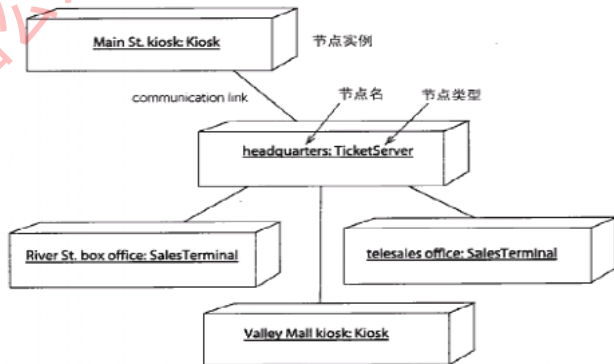 Main St. kiosk: Kiosk
节点实例
communication link
节点名
节点类型
headquarters: TicketServer
River St. box office: SalesTerminal
telesales office: SalesTerminal
Valley Mall kiosk: Kiosk